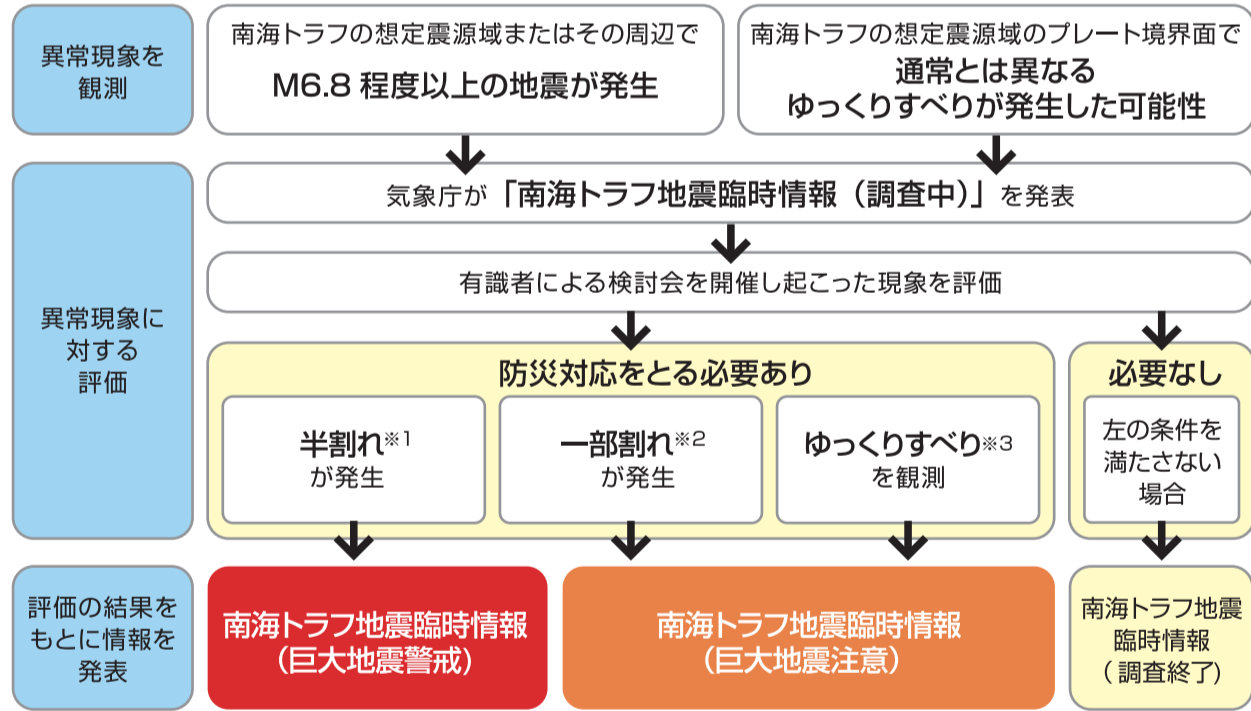 異常現象を
観測
南海トラフの想定震源域またはその周辺で
M6.8 程度以上の地震が発生
南海トラフの想定震源域のプレート境界面で
通常とは異なる
ゆっくりすべりが発生した可能性
異常現象に
対する
評価
気象庁が「南海トラフ地震臨時情報（調査中）」を発表
有識者による検討会を開催し起こった現象を評価
防災対応をとる必要あり
半割れ※1
が発生
一部割れ※2
が発生
ゆっくりすべり※3
を観測
必要なし
左の条件を
満たさない
場合
評価の結果を
もとに情報を
発表
南海トラフ地震臨時情報
（巨大地震警戒）
南海トラフ地震臨時情報
（巨大地震注意）
南海トラフ地震
臨時情報
（調査終了）